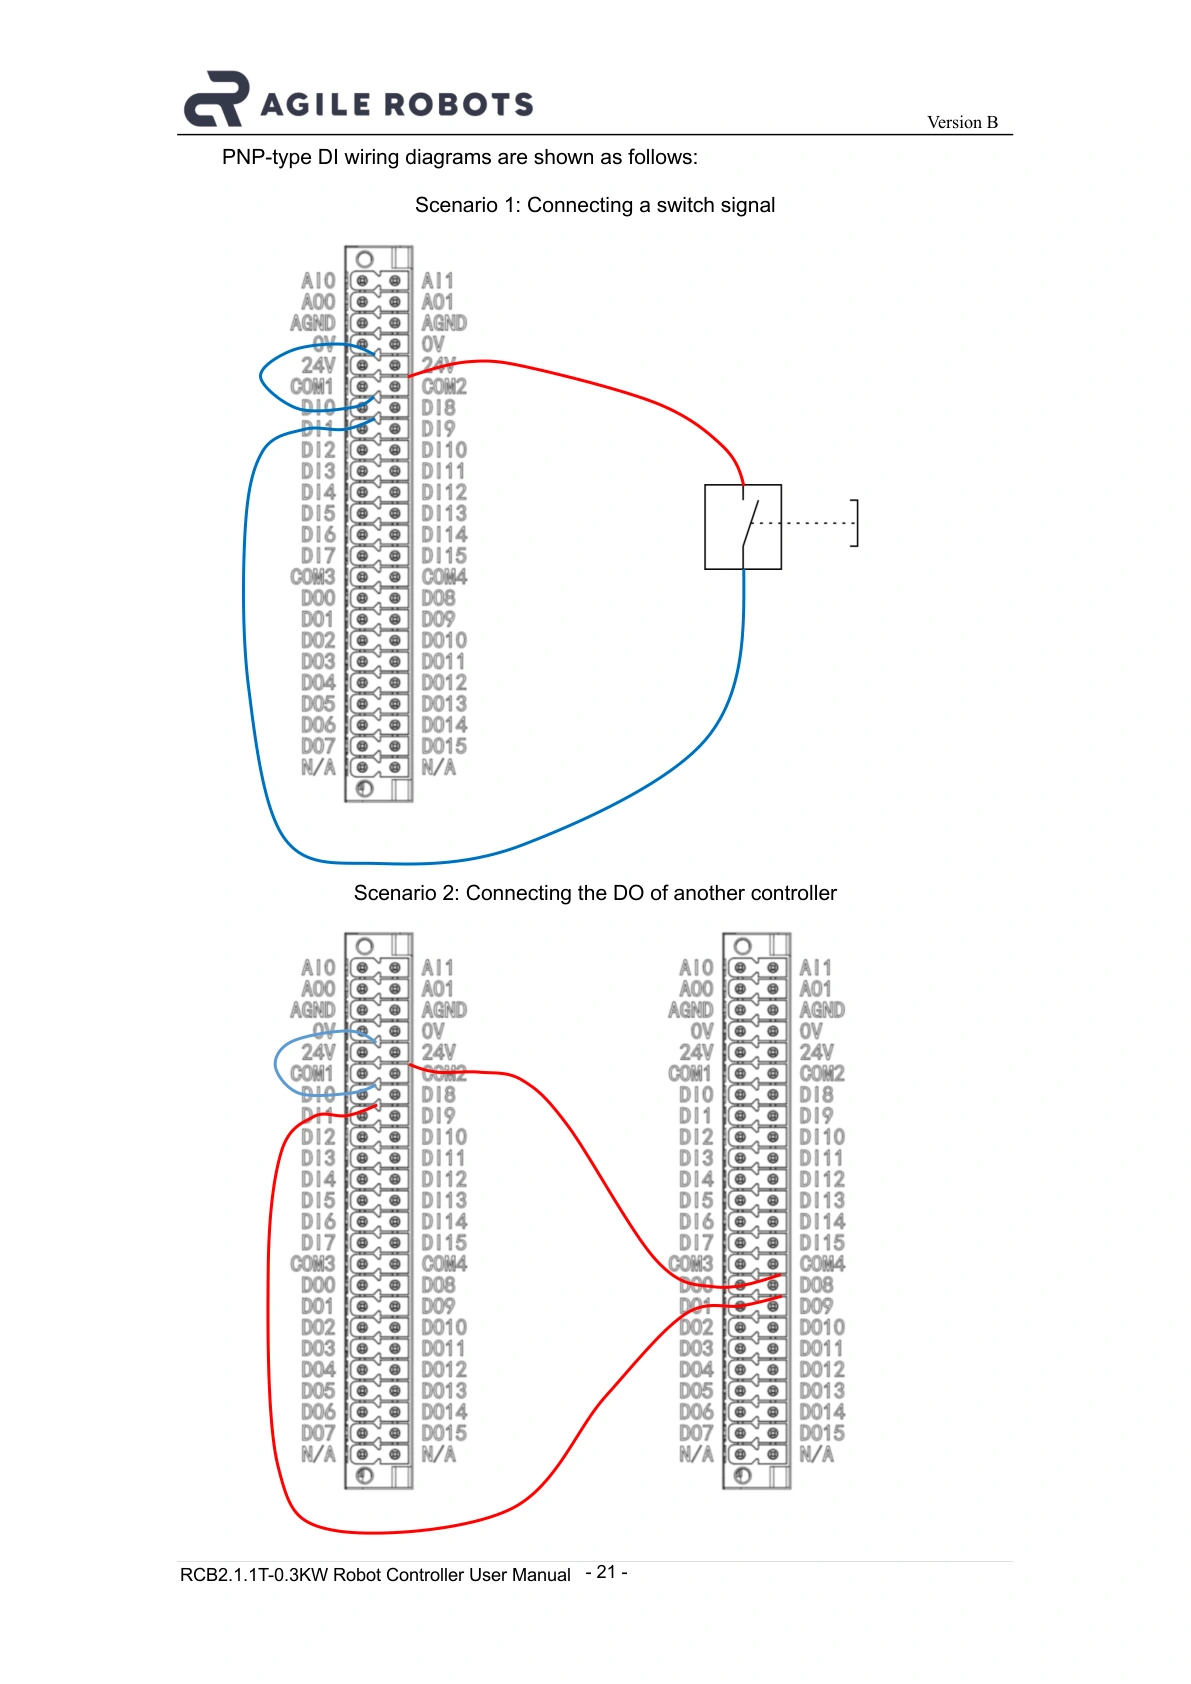 AGILE ROBOTS
Version B
PNP-type DI wiring diagrams are shown as follows:
Scenario 1: Connecting a switch signal
AI0 AI1
AO0 AO1
AGND AGND
0V 0V
24V 24V
COM1 COM2
DI0 DI8
DI1 DI9
DI2 DI10
DI3 DI11
DI4 DI12
DI5 DI13
DI6 DI14
DI7 DI15
COM3 COM4
DO0 DO8
DO1 DO9
DO2 DO10
DO3 DO11
DO4 DO12
DO5 DO13
DO6 DO14
DO7 DO15
N/A N/A
Scenario 2: Connecting the DO of another controller
AI0 AI1 AI0 AI1
AO0 AO1 AO0 AO1
AGND AGND AGND AGND
0V 0V 0V 0V
24V 24V 24V 24V
COM1 COM2 COM1 COM2
DI0 DI8 DI0 DI8
DI1 DI9 DI1 DI9
DI2 DI10 DI2 DI10
DI3 DI11 DI3 DI11
DI4 DI12 DI4 DI12
DI5 DI13 DI5 DI13
DI6 DI14 DI6 DI14
DI7 DI15 DI7 DI15
COM3 COM4 COM3 COM4
DO0 DO8 DO0 DO8
DO1 DO9 DO1 DO9
DO2 DO10 DO2 DO10
DO3 DO11 DO3 DO11
DO4 DO12 DO4 DO12
DO5 DO13 DO5 DO13
DO6 DO14 DO6 DO14
DO7 DO15 DO7 DO15
N/A N/A N/A N/A
RCB2.1.1T-0.3KW Robot Controller User Manual - 21 -